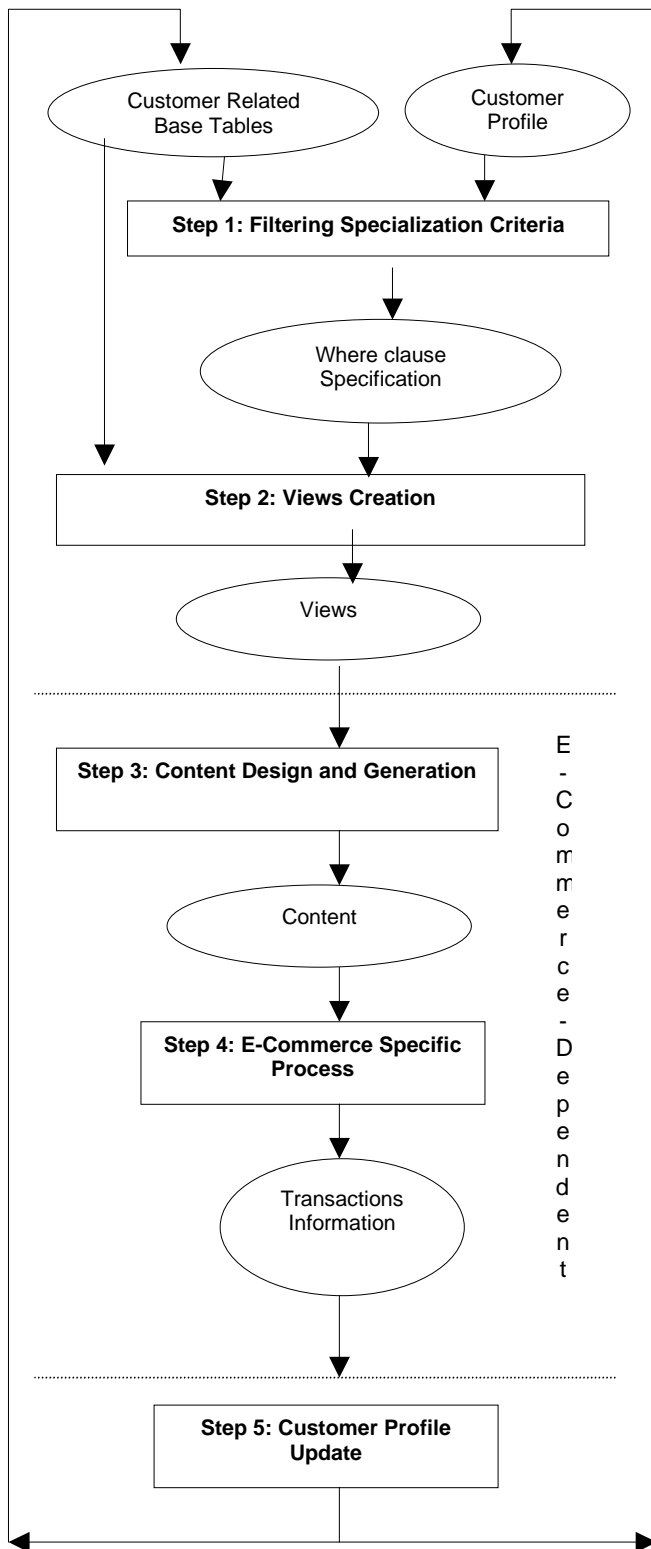 Customer Related
Base Tables
Customer
Profile
Step 1: Filtering Specialization Criteria
Where clause
Specification
Step 2: Views Creation
Views
Step 3: Content Design and Generation
Content
Step 4: E-Commerce Specific
Process
Transactions
Information
E-Commerce-Dependent
Step 5: Customer Profile
Update